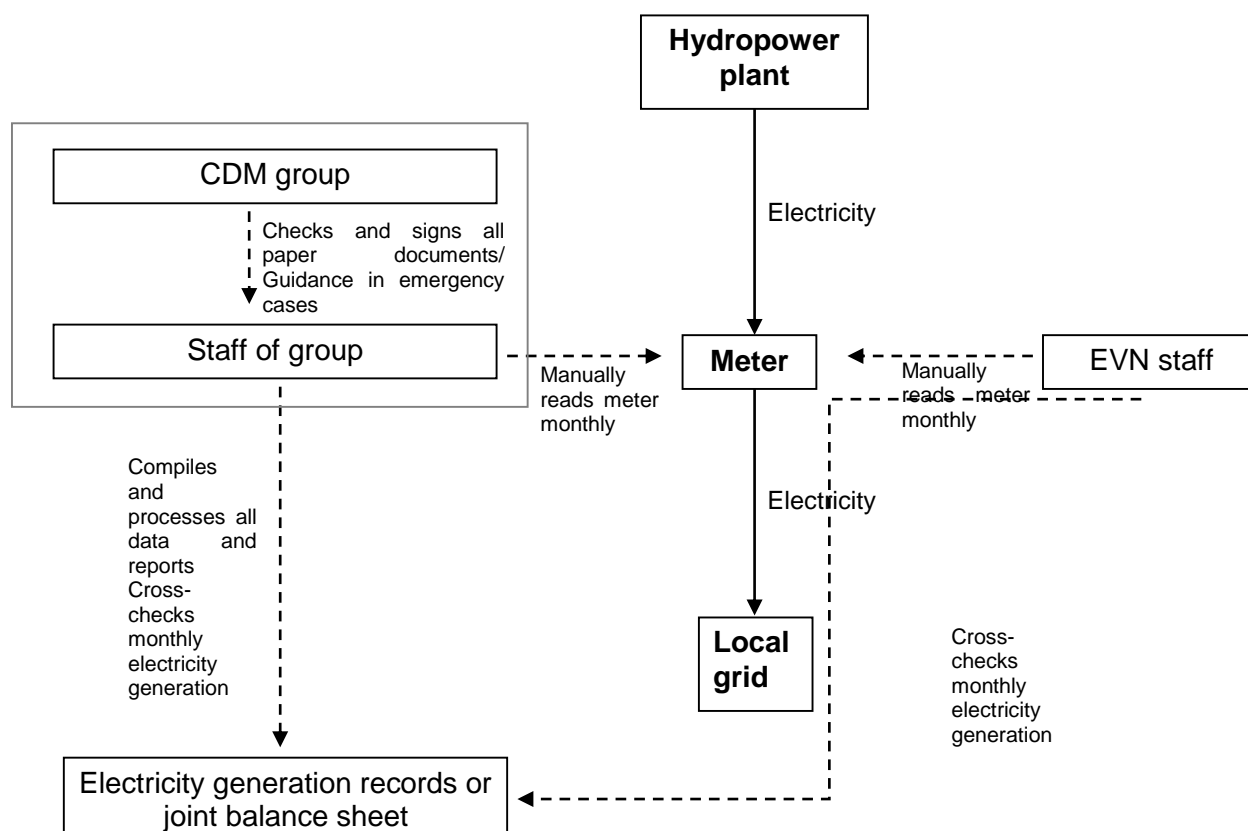 Hydropower
plant
CDM group
Electricity
Checks and signs all
paper documents/
Guidance in emergency
cases
Staff of group
Meter
EVN staff
Manually
reads meter
monthly
Manually
reads meter
monthly
Compiles
and
processes all
data and
reports
Cross-
checks
monthly
electricity
generation
Electricity
Local
grid
Cross-
checks
monthly
electricity
generation
Electricity generation records or
joint balance sheet